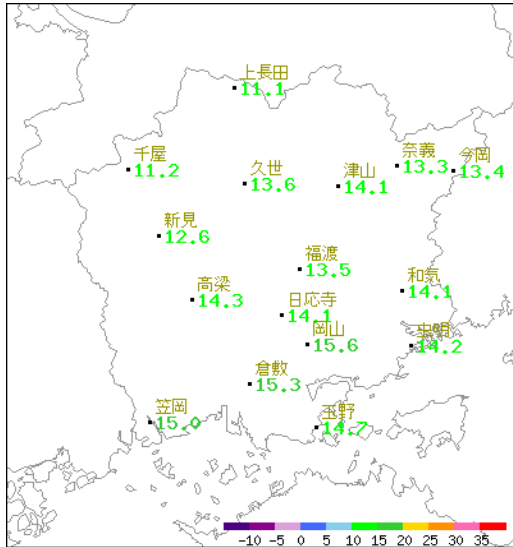 上長田
11.1
千屋
11.2
久世
13.6
津山
14.1
奈義
13.3
今岡
13.4
新見
12.6
福渡
13.5
高梁
14.3
和気
14.1
日応寺
14.1
岡山
15.6
虫明
14.2
倉敷
15.3
笠岡
15.0
玉野
14.7
-10 -5 0 5 10 15 20 25 30 35